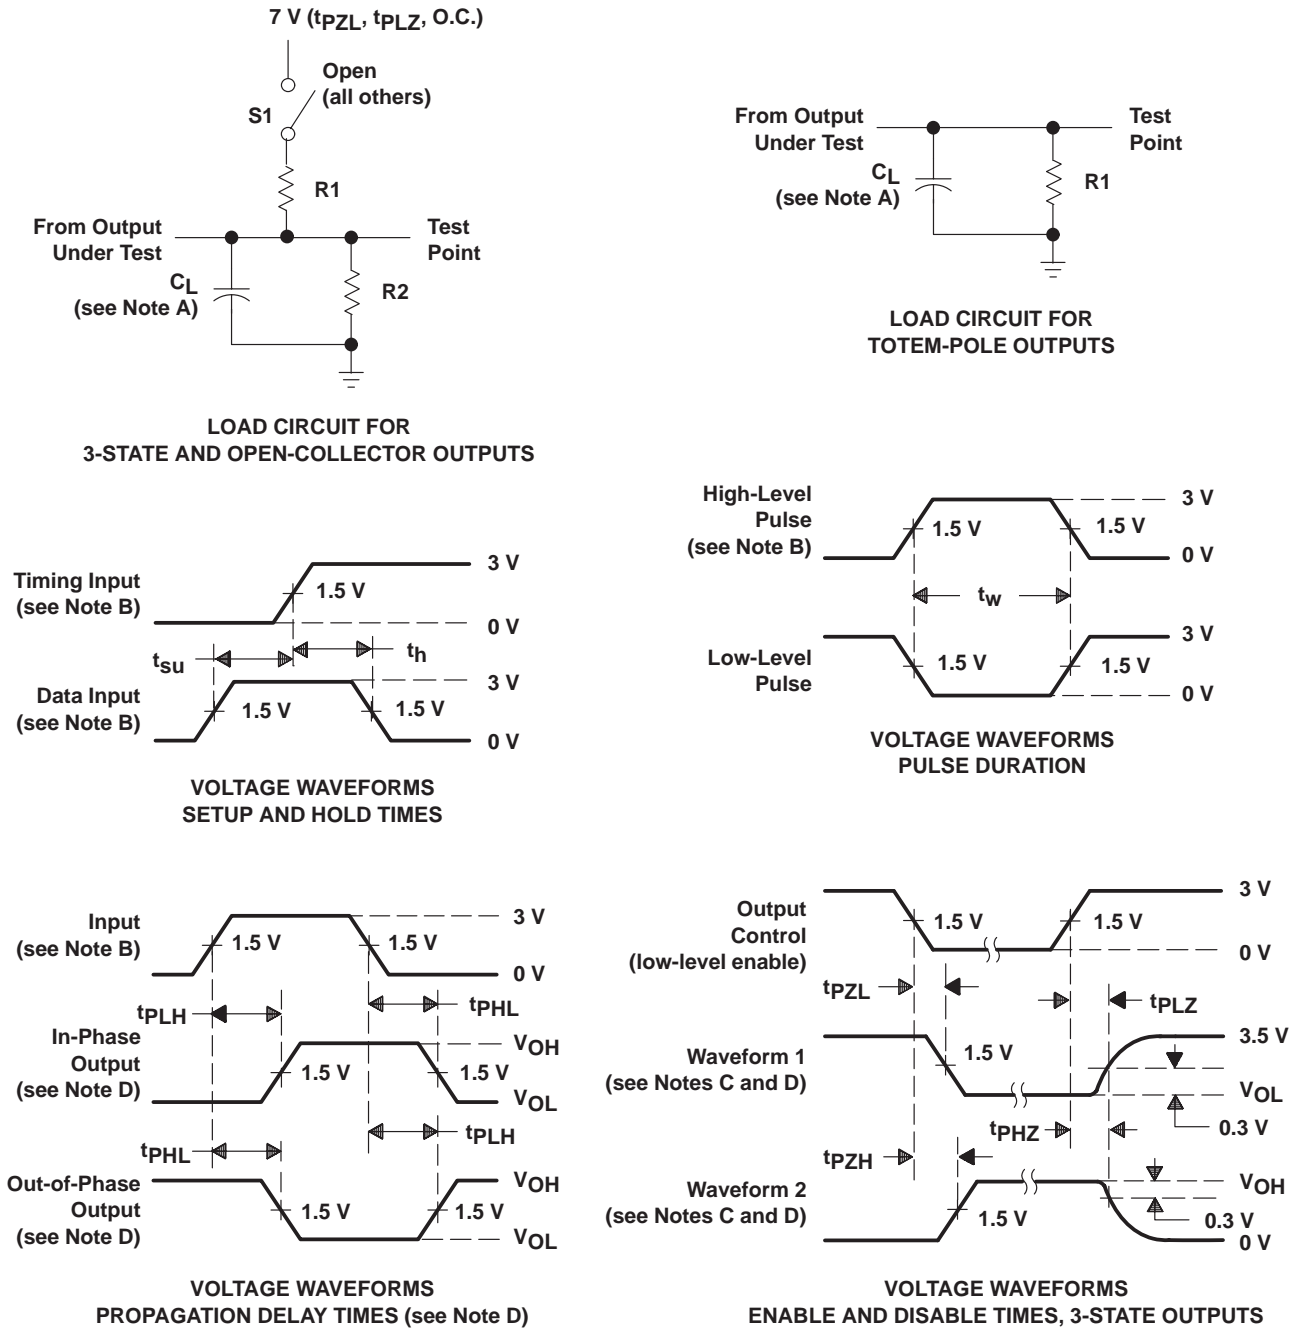 7 V (tPZL, tPLZ, O.C.)
Open
(all others)
S1
R1
From Output
Under Test
Test
Point
CL
(see Note A)
R2
LOAD CIRCUIT FOR
3-STATE AND OPEN-COLLECTOR OUTPUTS
From Output
Under Test
Test
Point
CL
(see Note A)
R1
LOAD CIRCUIT FOR
TOTEM-POLE OUTPUTS
Timing Input
(see Note B)
1.5 V
3 V
0 V
tsu
th
Data Input
(see Note B)
1.5 V
1.5 V
3 V
0 V
VOLTAGE WAVEFORMS
SETUP AND HOLD TIMES
High-Level
Pulse
(see Note B)
1.5 V
1.5 V
3 V
0 V
tw
Low-Level
Pulse
1.5 V
1.5 V
3 V
0 V
VOLTAGE WAVEFORMS
PULSE DURATION
Input
(see Note B)
1.5 V
1.5 V
3 V
0 V
tPLH
tPHL
In-Phase
Output
(see Note D)
1.5 V
1.5 V
VOH
VOL
tPHL
tPLH
Out-of-Phase
Output
(see Note D)
1.5 V
1.5 V
VOH
VOL
VOLTAGE WAVEFORMS
PROPAGATION DELAY TIMES (see Note D)
Output
Control
(low-level enable)
1.5 V
1.5 V
3 V
0 V
tPZL
tPLZ
Waveform 1
(see Notes C and D)
1.5 V
3.5 V
VOL
0.3 V
tPHZ
tPZH
Waveform 2
(see Notes C and D)
1.5 V
VOH
0.3 V
0 V
VOLTAGE WAVEFORMS
ENABLE AND DISABLE TIMES, 3-STATE OUTPUTS